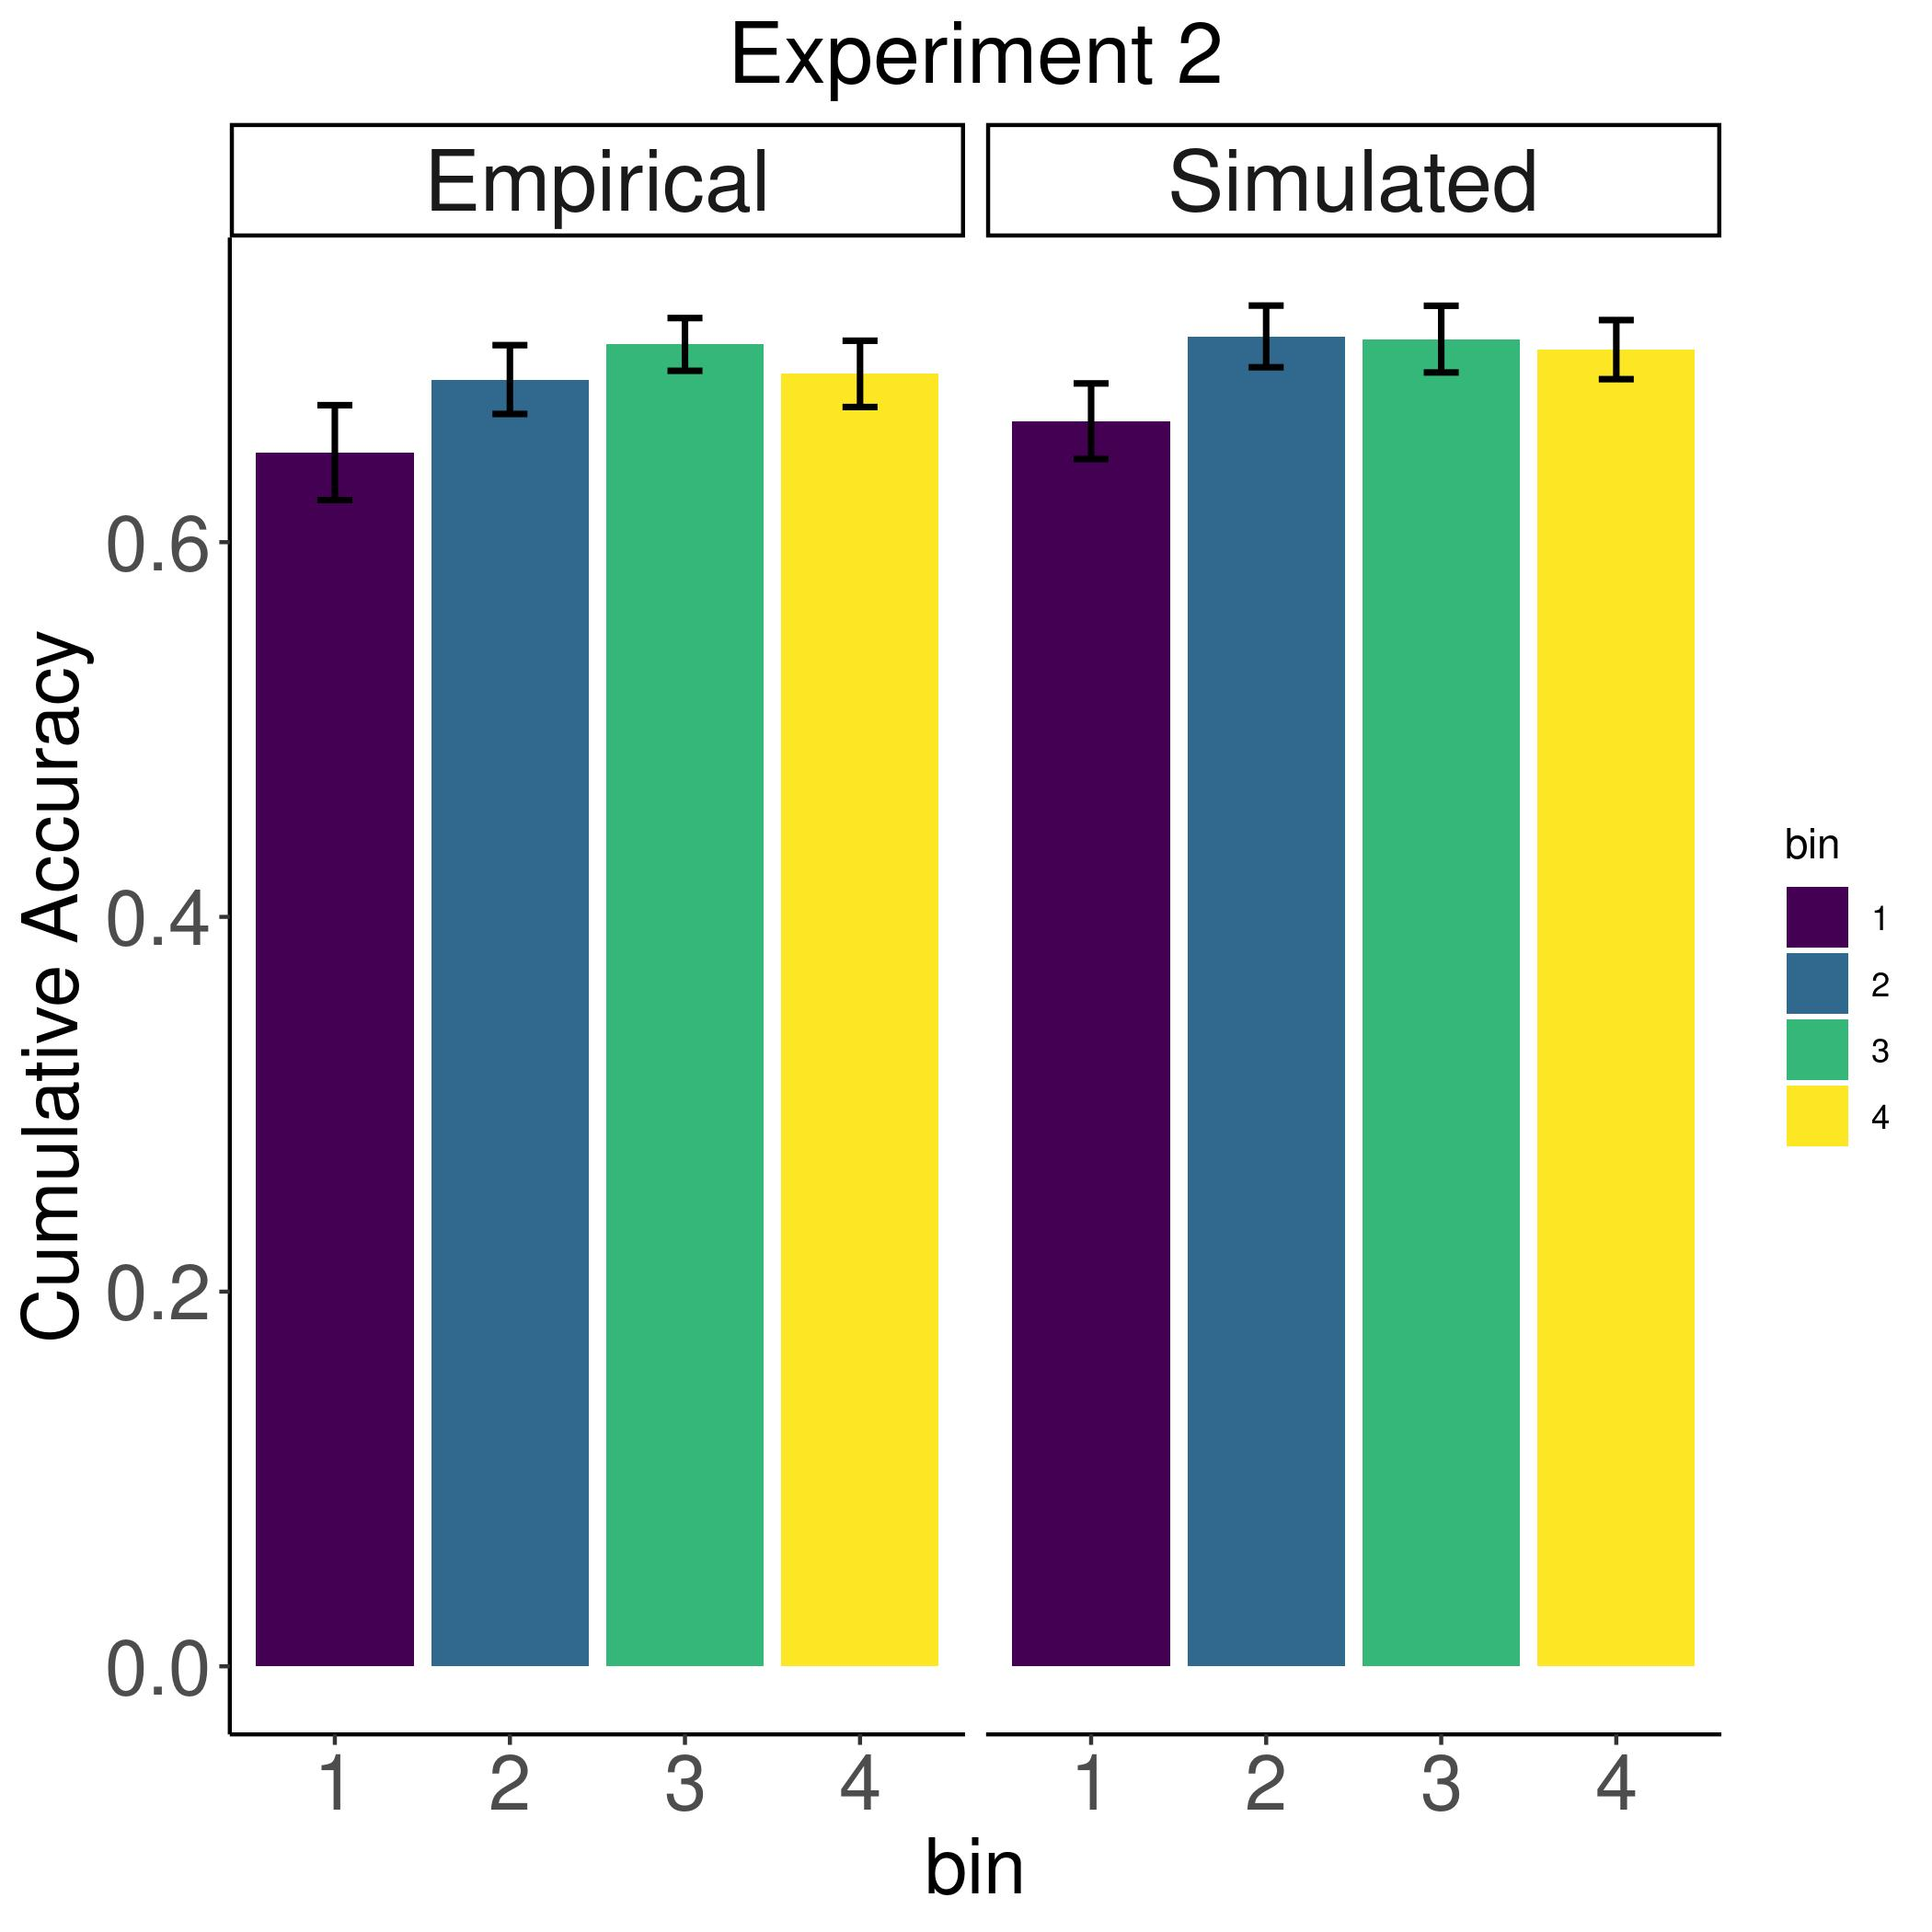 Experiment 2
Empirical
Simulated
Cumulative Accuracy
0.6
0.4
0.2
0.0
1 2 3 4
1 2 3 4
bin
bin
1
2
3
4